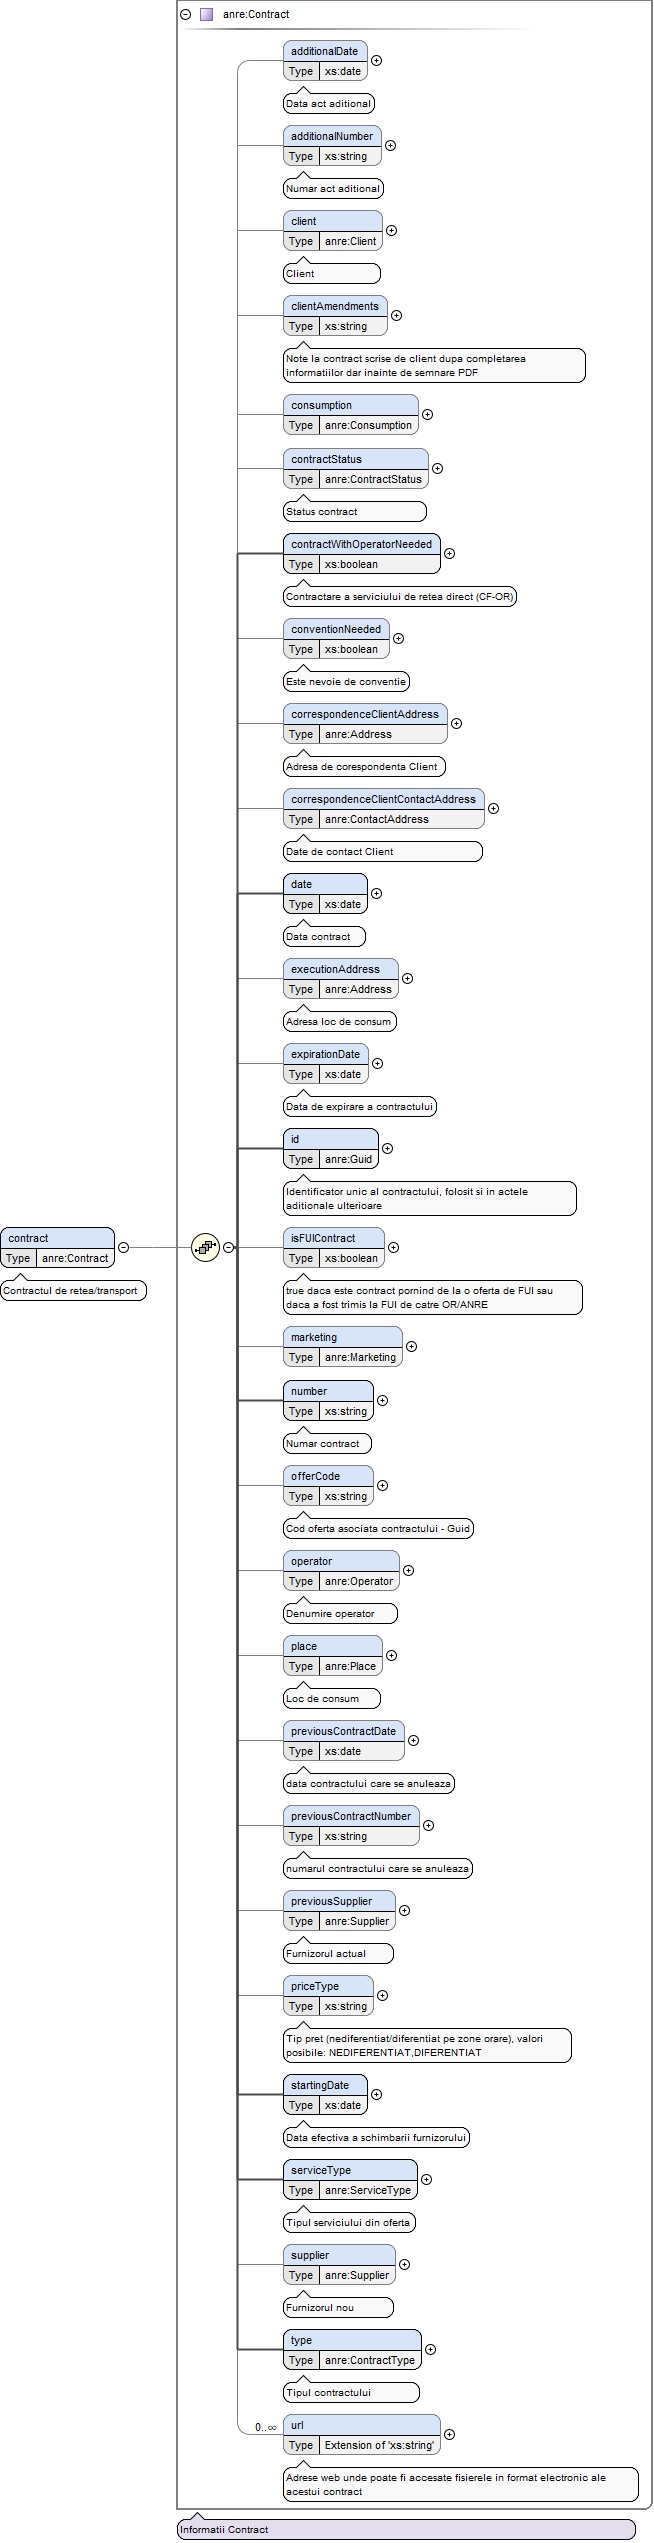 anre:Contract
additionalDate
Type xs:date
Data act aditional
additionalNumber
Type xs:string
Numar act aditional
client
Type anre:Client
Client
clientAmendments
Type xs:string
Note la contract scrise de client dupa completarea
informatiilor dar inainte de semnare PDF
consumption
Type anre:Consumption
contractStatus
Type anre:ContractStatus
Status contract
contractWithOperatorNeeded
Type xs:boolean
Contractare a serviciului de retea direct (CF-OR)
conventionNeeded
Type xs:boolean
Este nevoie de conventie
correspondenceClientAddress
Type anre:Address
Adresa de corespondenta Client
correspondenceClientContactAddress
Type anre:ContactAddress
Date de contact Client
date
Type xs:date
Data contract
executionAddress
Type anre:Address
Adresa loc de consum
expirationDate
Type xs:date
Data de expirare a contractului
id
Type anre:Guid
Identificator unic al contractului, folosit si in actele
aditionale ulterioare
contract
Type anre:Contract
Contractul de retea/transport
isFUIContract
Type xs:boolean
true daca este contract pornind de la o oferta de FUI sau
daca a fost trimis la FUI de catre OR/ANRE
marketing
Type anre:Marketing
number
Type xs:string
Numar contract
offerCode
Type xs:string
Cod oferta asociata contractului - Guid
operator
Type anre:Operator
Denumire operator
place
Type anre:Place
Loc de consum
previousContractDate
Type xs:date
data contractului care se anuleaza
previousContractNumber
Type xs:string
numarul contractului care se anuleaza
previousSupplier
Type anre:Supplier
Furnizorul actual
priceType
Type xs:string
Tip pret (nediferentiat/diferentiat pe zone orare), valori
posibile: NEDIFERENTIAT,DIFERENTIAT
startingDate
Type xs:date
Data efectiva a schimbarii furnizorului
serviceType
Type anre:ServiceType
Tipul serviciului din oferta
supplier
Type anre:Supplier
Furnizorul nou
type
Type anre:ContractType
Tipul contractului
0..∞
url
Type Extension of 'xs:string'
Adrese web unde poate fi accesate fisierele in format electronic ale
acestui contract
Informatii Contract